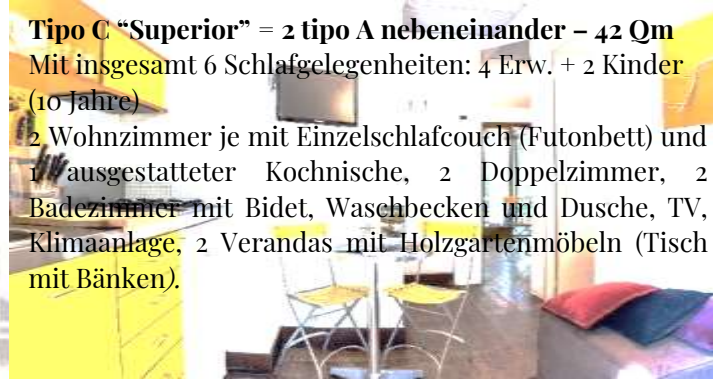 Tipo C “Superior” = 2 tipo A nebeneinander – 42 Qm
Mit insgesamt 6 Schlafgelegenheiten: 4 Erw. + 2 Kinder
(10 Jahre)
2 Wohnzimmer je mit Einzelschlafcouch (Futonbett) und
1 ausgestatteter Kochnische, 2 Doppelzimmer, 2
Badezimmer mit Bidet, Waschbecken und Dusche, TV,
Klimaanlage, 2 Verandas mit Holzgartenmöbeln (Tisch
mit Bänken).